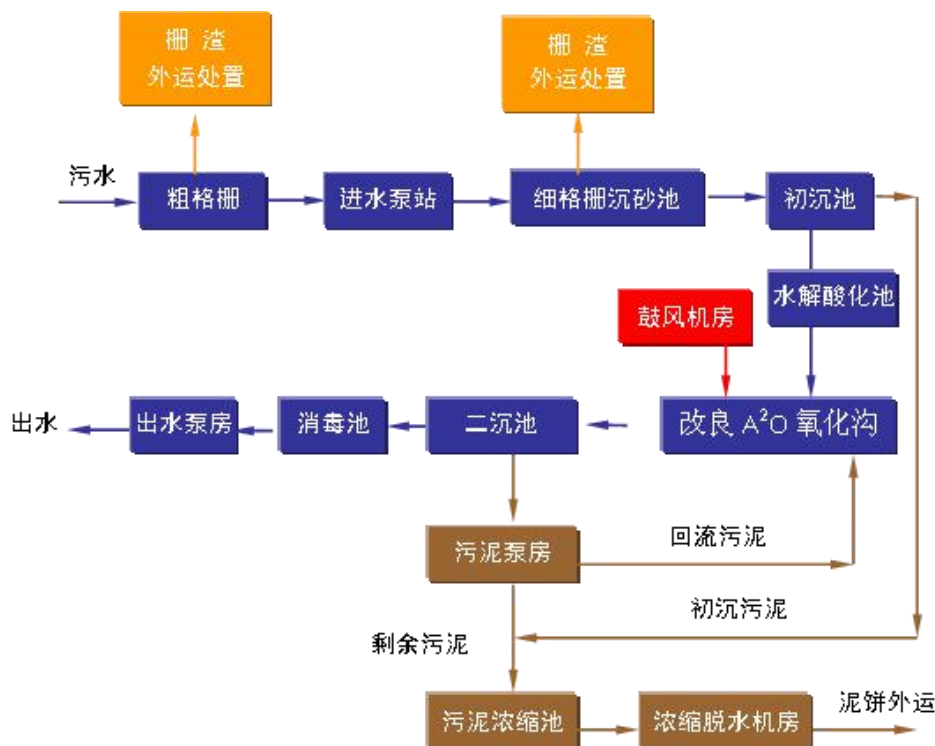 栅 渣
外运处置
栅 渣
外运处置
污水
粗格栅
进水泵站
细格栅沉砂池
初沉池
水解酸化池
鼓风机房
出水
出水泵房
消毒池
二沉池
改良 A²O 氧化沟
污泥泵房
回流污泥
初沉污泥
剩余污泥
污泥浓缩池
浓缩脱水机房
泥饼外运